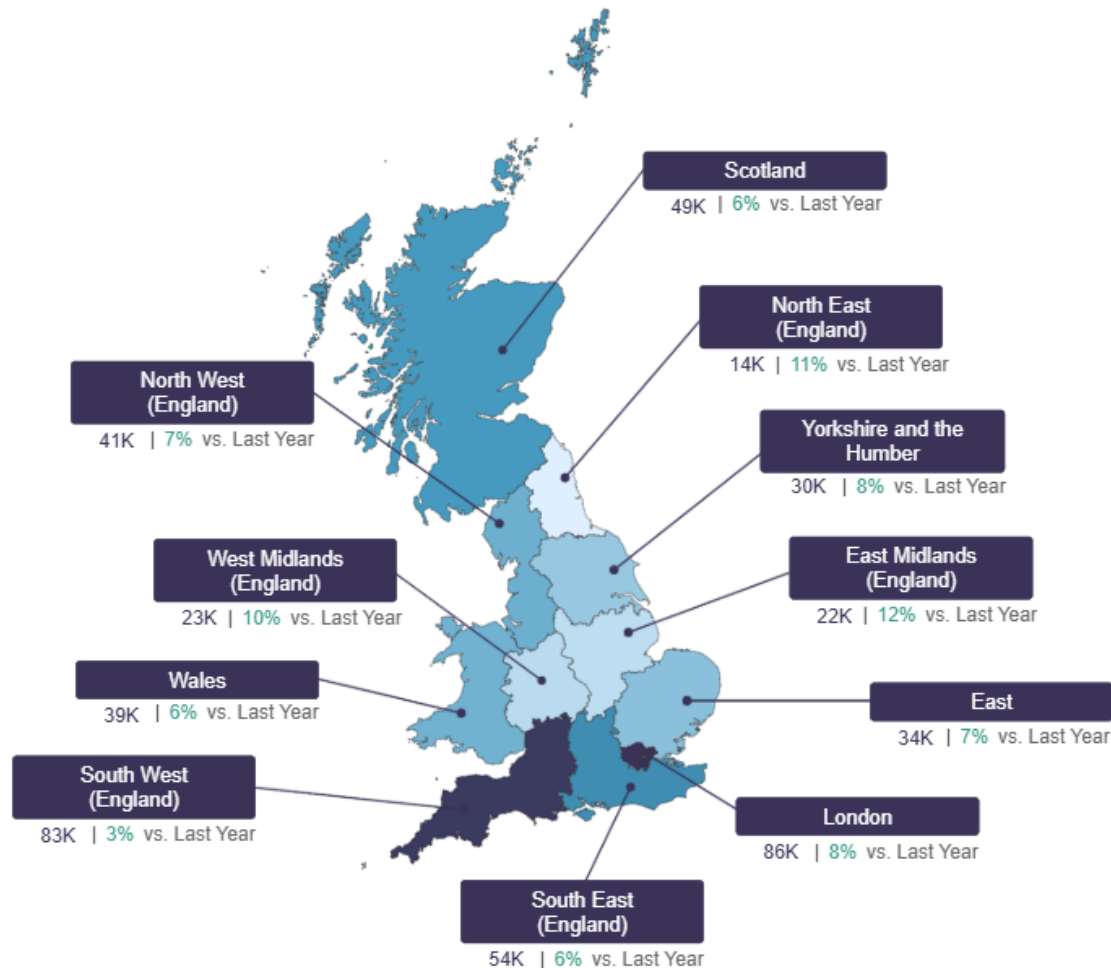 Scotland
49K | 6% vs. Last Year
North East
(England)
14K | 11% vs. Last Year
North West
(England)
41K | 7% vs. Last Year
Yorkshire and the
Humber
30K | 8% vs. Last Year
West Midlands
(England)
23K | 10% vs. Last Year
East Midlands
(England)
22K | 12% vs. Last Year
Wales
39K | 6% vs. Last Year
East
34K | 7% vs. Last Year
South West
(England)
83K | 3% vs. Last Year
London
86K | 8% vs. Last Year
South East
(England)
54K | 6% vs. Last Year